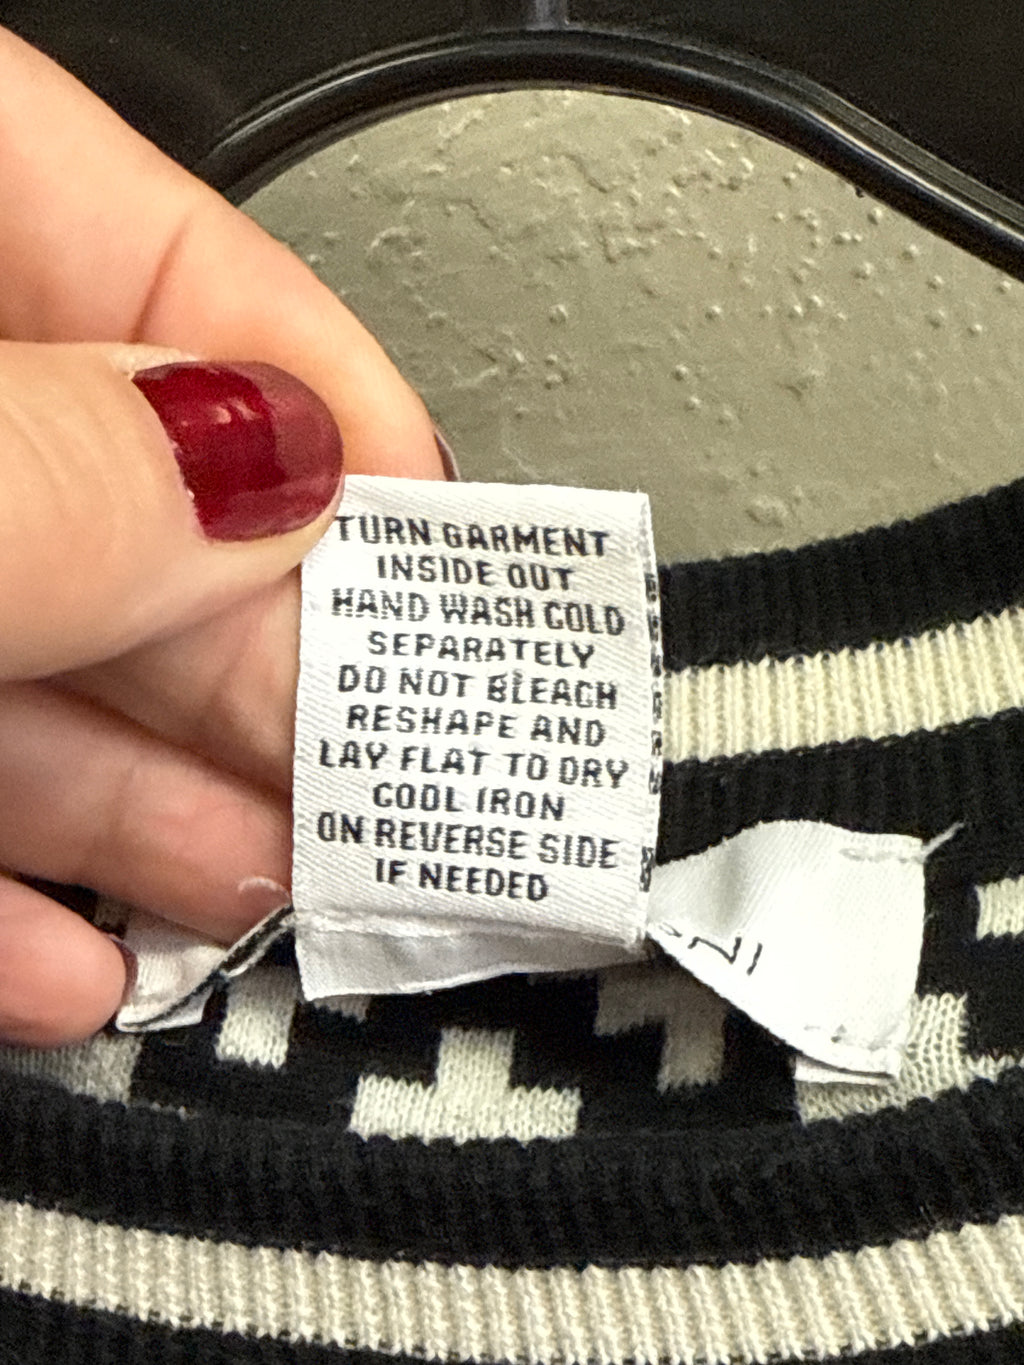 TURN GARMENT
INSIDE OUT
HAND WASH COLD
SEPARATELY
DO NOT BLEACH
RESHAPE AND
LAY FLAT TO DRY
COOL IRON
ON REVERSE SIDE
IF NEEDED